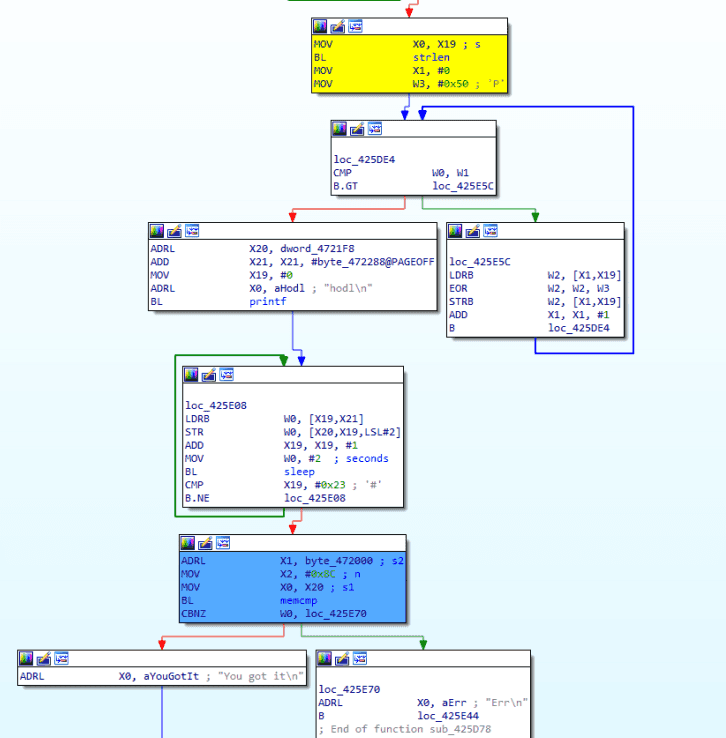 MOV X0, X19 ; s
BL strlen
MOV X1, #0
MOV W3, #0x50 ; 'P'
loc_425DE4
CMP W0, W1
B.GT loc_425E5C
ADRL X20, dword_4721F8
ADD X21, X21, #byte_472288@PAGEOFF
MOV X19, #0
ADRL X0, aHodl ; "hodl\n"
BL printf
loc_425E5C
LDRB W2, [X1,X19]
EOR W2, W2, W3
STRB W2, [X1,X19]
ADD X1, X1, #1
B loc_425DE4
loc_425E08
LDRB W0, [X19,X21]
STR W0, [X20,X19,LSL#2]
ADD X19, X19, #1
MOV W0, #2 ; seconds
BL sleep
CMP X19, #0x23 ; '#'
B.NE loc_425E08
ADRL X1, byte_472000 ; s2
MOV X2, #0x8C ; n
MOV X0, X20 ; s1
BL memcmp
CBNZ W0, loc_425E70
ADRL X0, aYouGotIt ; "You got it\n"
loc_425E70
ADRL X0, aErr ; "Err\n"
B loc_425E44
; End of function sub_425D78